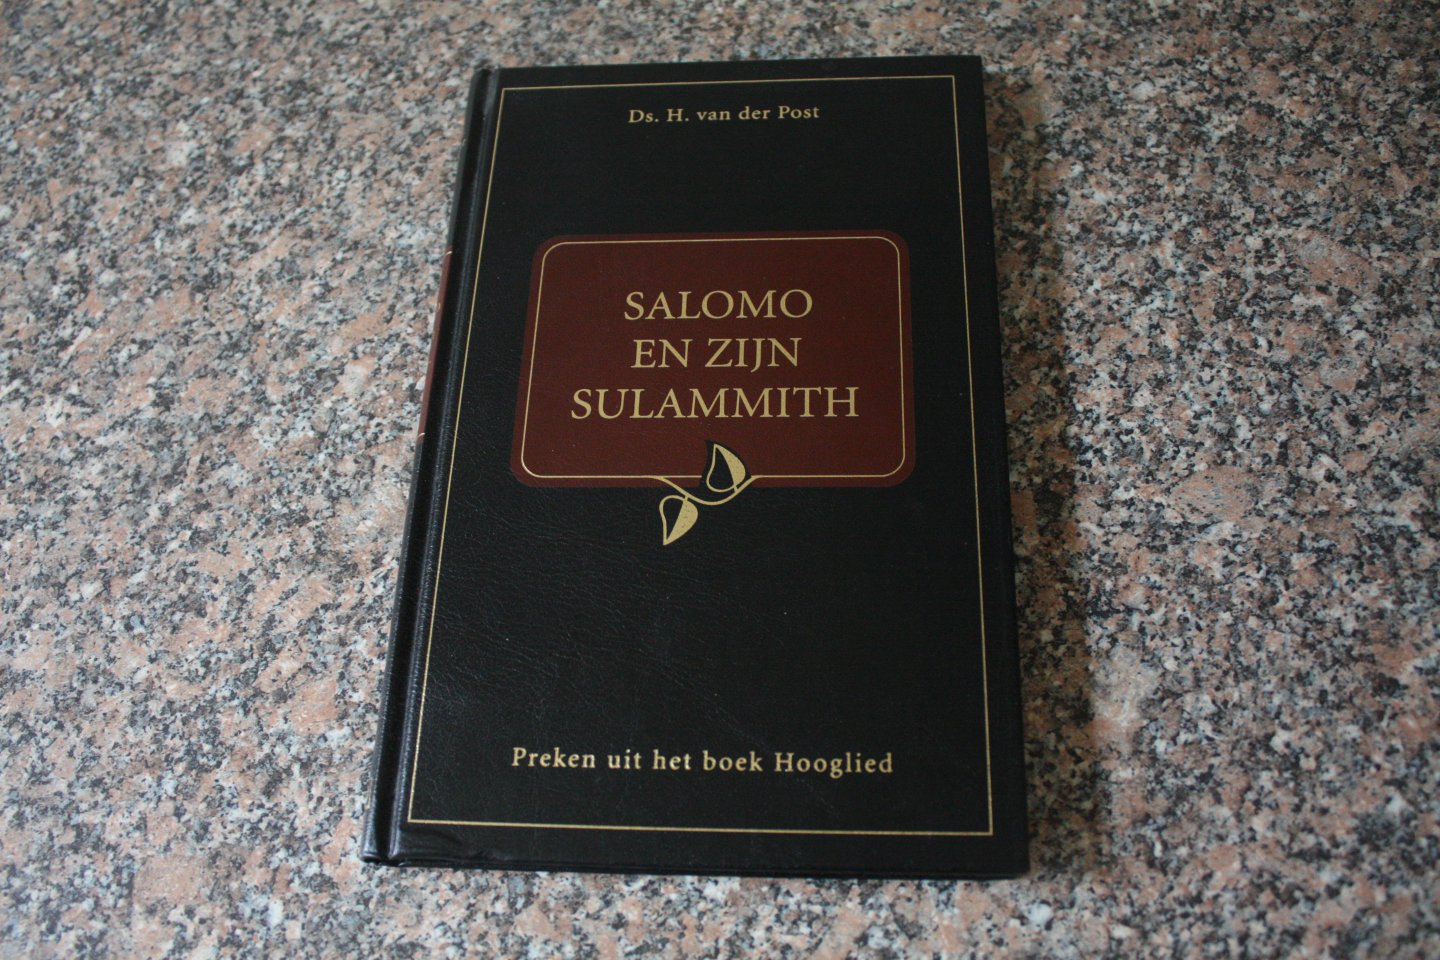 Ds. H. van der Post
SALOMO
EN ZIJN
SULAMMITH
Preken uit het boek Hooglied